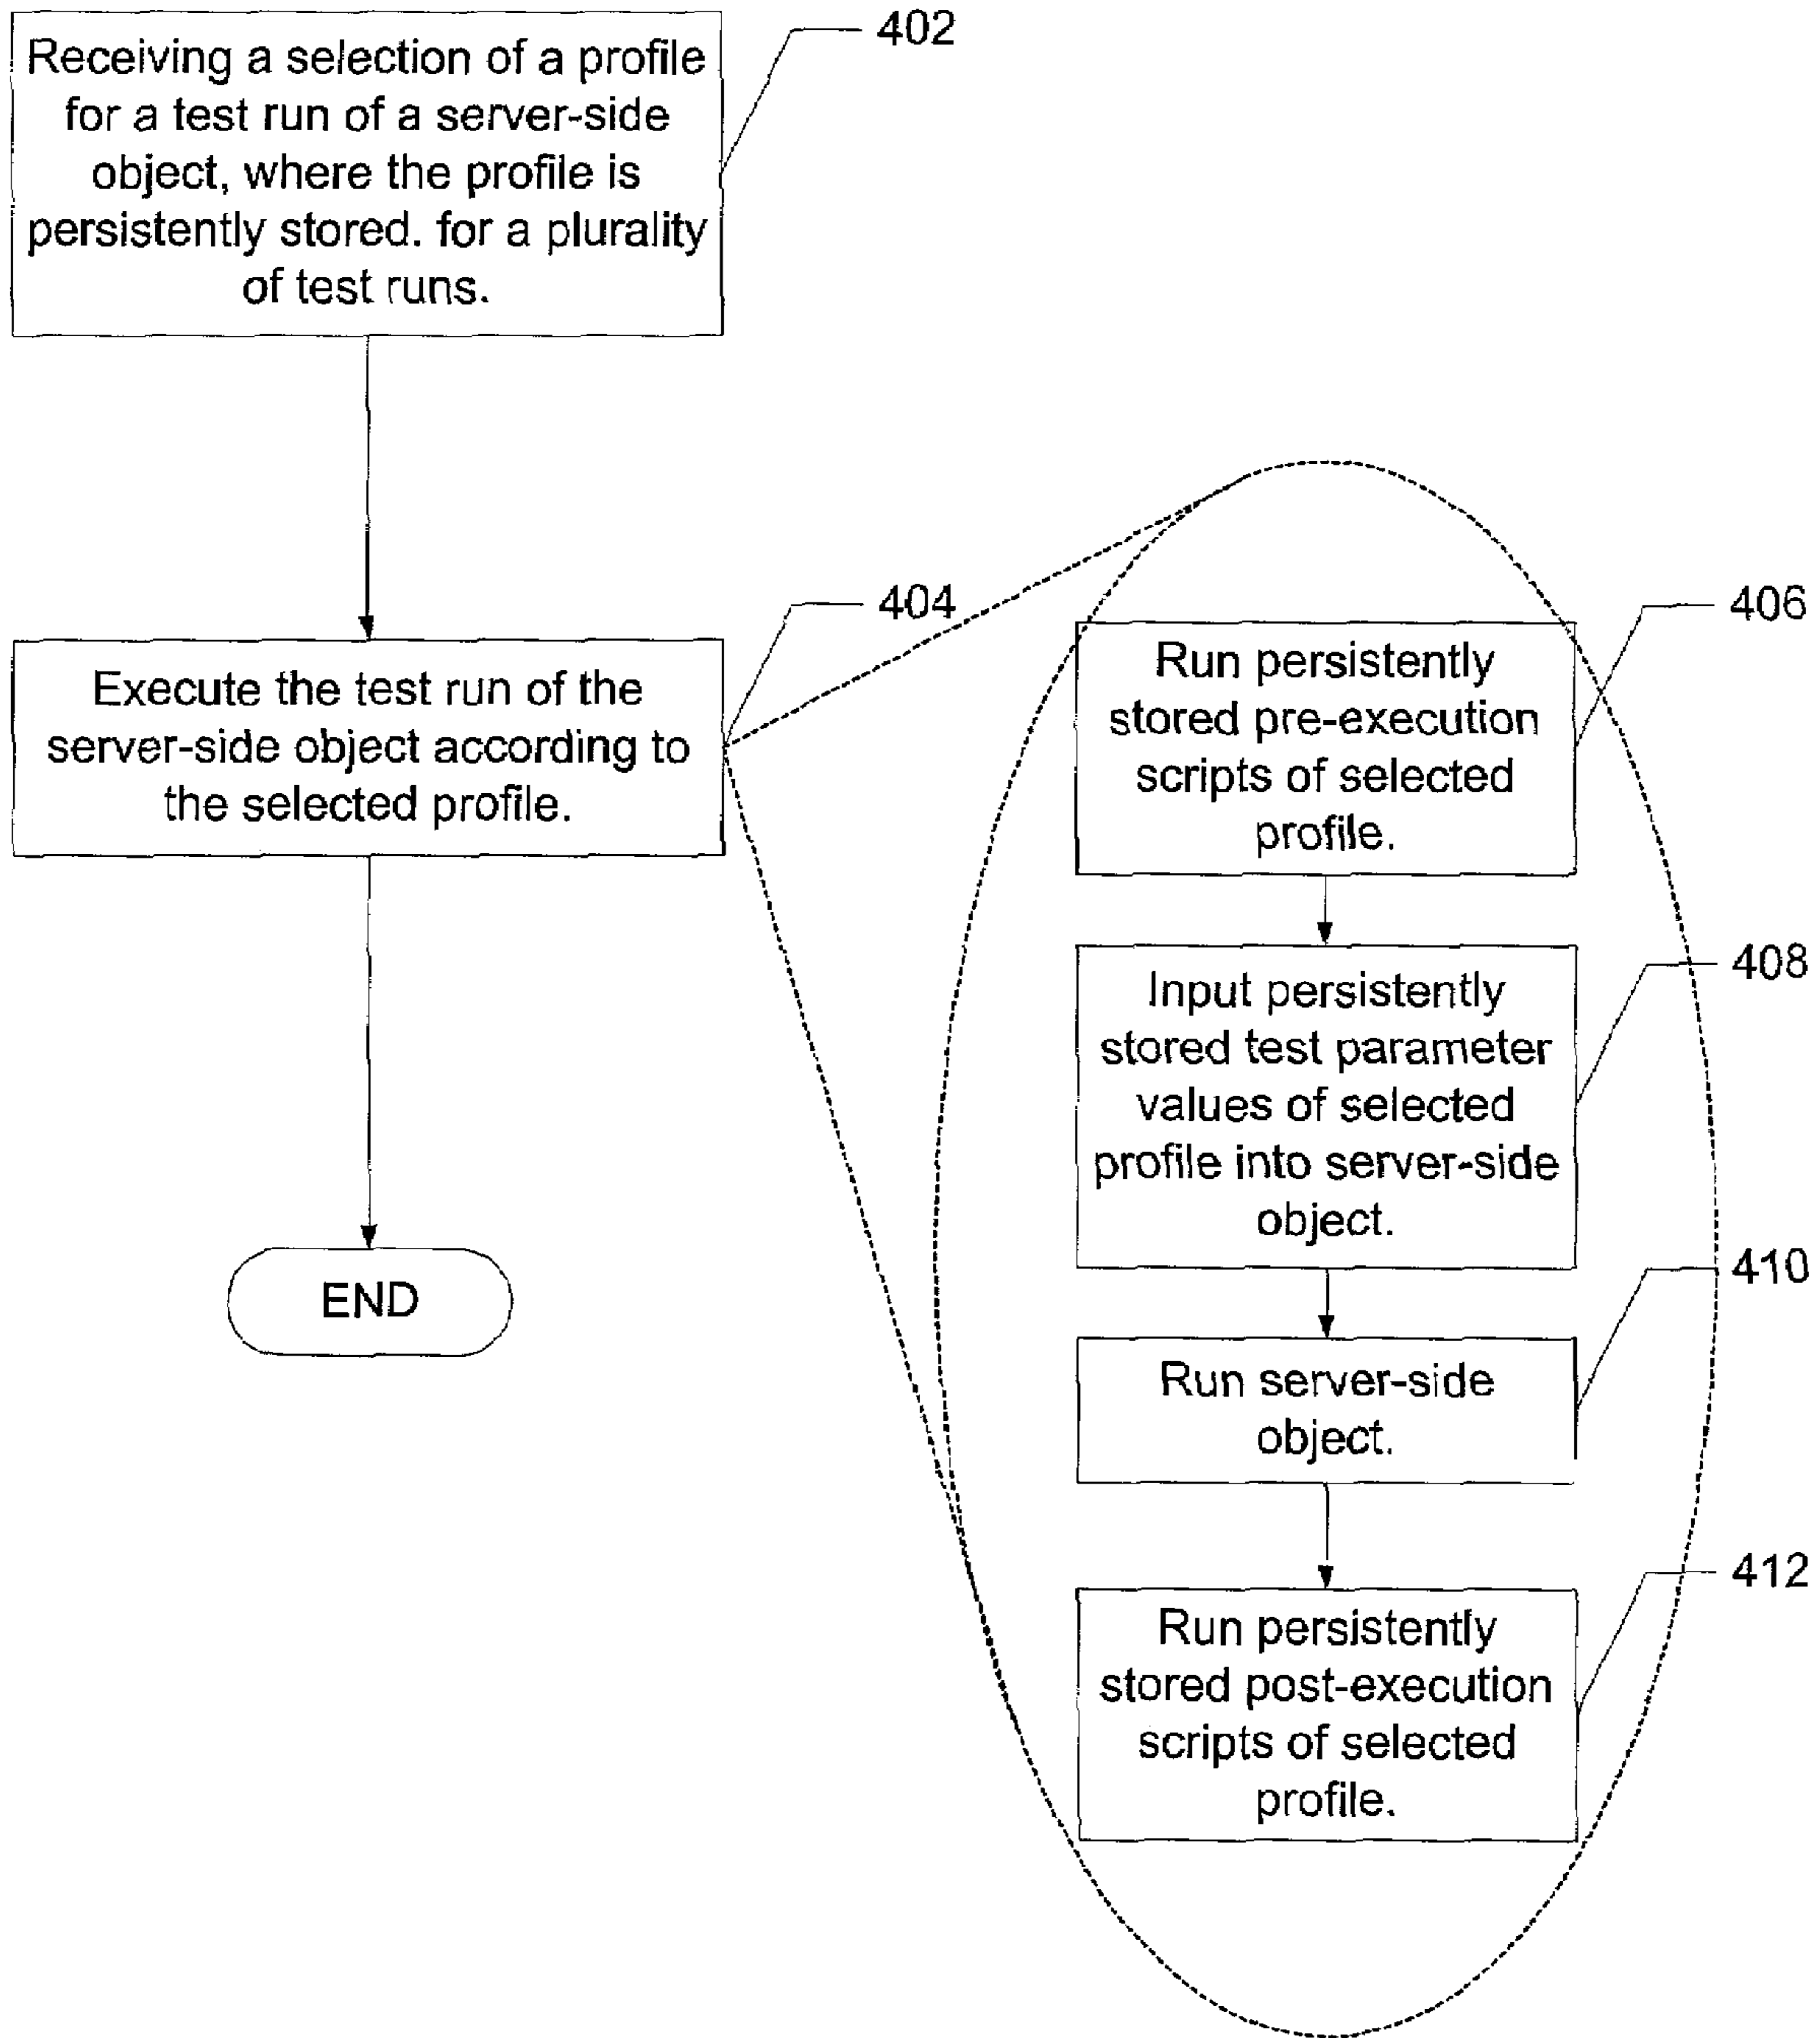 Receiving a selection of a profile
for a test run of a server-side
object, where the profile is
persistently stored. for a plurality
of test runs.
402
Execute the test run of the
server-side object according to
the selected profile.
404
END
Run persistently
stored pre-execution
scripts of selected
profile.
406
Input persistently
stored test parameter
values of selected
profile into server-side
object.
408
Run server-side
object.
410
Run persistently
stored post-execution
scripts of selected
profile.
412